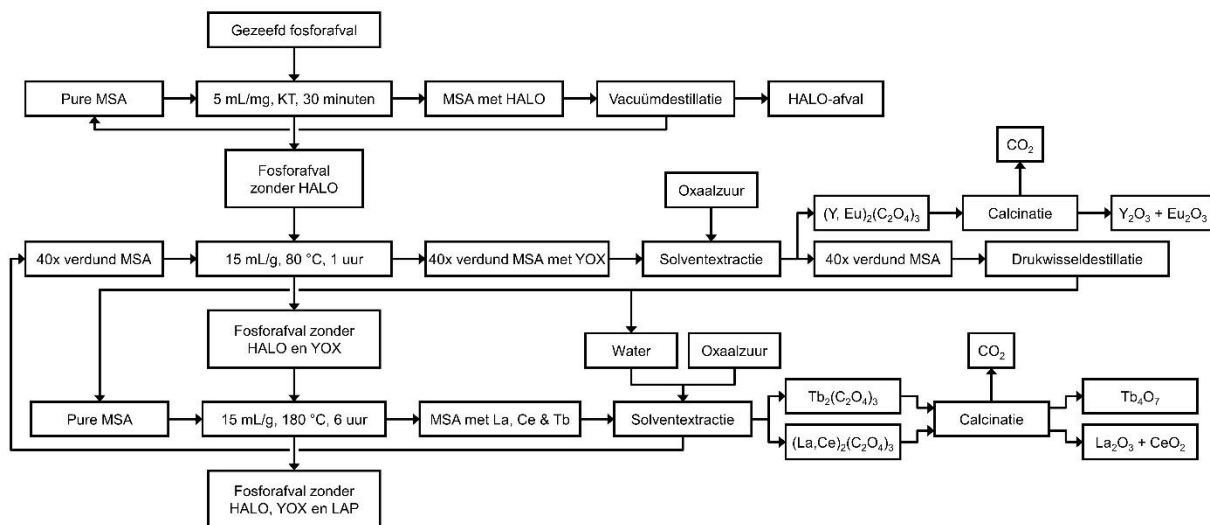 Gezeefd fosforafval
Pure MSA
5 mL/mg, KT, 30 minuten
MSA met HALO
Vacuümdestillatie
HALO-afval
CO₂
Fosforafval
zonder HALO
Oxaalzuur
(Y, Eu)₂(C₂O₄)₃
Calcinatie
Y₂O₃ + Eu₂O₃
40x verdund MSA
15 mL/g, 80 °C, 1 uur
40x verdund MSA met YOX
Solventextractie
40x verdund MSA
Drukwisseldestillatie
Fosforafval zonder
HALO en YOX
Water
Oxaalzuur
CO₂
Pure MSA
15 mL/g, 180 °C, 6 uur
MSA met La, Ce & Tb
Solventextractie
Tb₂(C₂O₄)₃
(La,Ce)₂(C₂O₄)₃
Calcinatie
Tb₄O₇
La₂O₃ + CeO₂
Fosforafval zonder
HALO, YOX en LAP